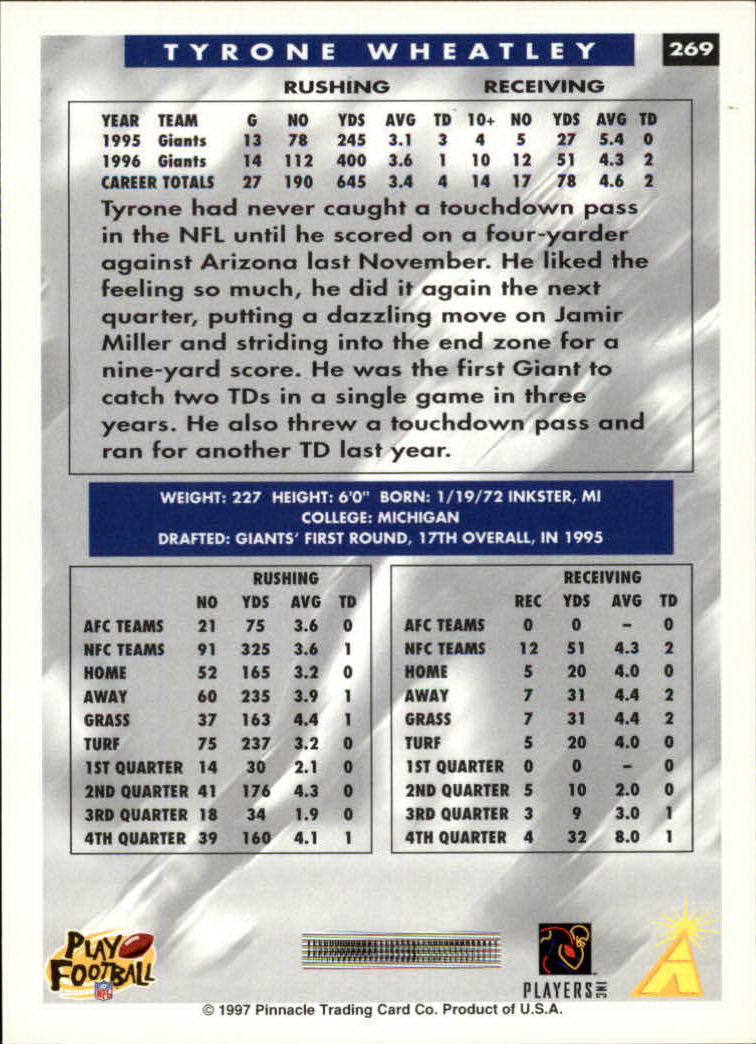 TYRONE WHEATLEY 269
RUSHING RECEIVING
YEAR TEAM G NO YDS AVG TD 10+ NO YDS AVG TD
1995 Giants 13 78 245 3.1 3 4 5 27 5.4 0
1996 Giants 14 112 400 3.6 1 10 12 51 4.3 2
CAREER TOTALS 27 190 645 3.4 4 14 17 78 4.6 2
Tyrone had never caught a touchdown pass
in the NFL until he scored on a four-yarder
against Arizona last November. He liked the
feeling so much, he did it again the next
quarter, putting a dazzling move on Jamir
Miller and striding into the end zone for a
nine-yard score. He was the first Giant to
catch two TDs in a single game in three
years. He also threw a touchdown pass and
ran for another TD last year.
WEIGHT: 227 HEIGHT: 6'0" BORN: 1/19/72 INKSTER, MI
COLLEGE: MICHIGAN
DRAFTED: GIANTS' FIRST ROUND, 17TH OVERALL, IN 1995
RUSHING
NO YDS AVG TD
AFC TEAMS 21 75 3.6 0
NFC TEAMS 91 325 3.6 1
HOME 52 165 3.2 0
AWAY 60 235 3.9 1
GRASS 37 163 4.4 1
TURF 75 237 3.2 0
1ST QUARTER 14 30 2.1 0
2ND QUARTER 41 176 4.3 0
3RD QUARTER 18 34 1.9 0
4TH QUARTER 39 160 4.1 1
RECEIVING
REC YDS AVG TD
AFC TEAMS 0 0 – 0
NFC TEAMS 12 51 4.3 2
HOME 5 20 4.0 0
AWAY 7 31 4.4 2
GRASS 7 31 4.4 2
TURF 5 20 4.0 0
1ST QUARTER 0 0 – 0
2ND QUARTER 5 10 2.0 0
3RD QUARTER 3 9 3.0 1
4TH QUARTER 4 32 8.0 1
PLAY
FOOTBALL
NFL
PLAYERS INC
© 1997 Pinnacle Trading Card Co. Product of U.S.A.